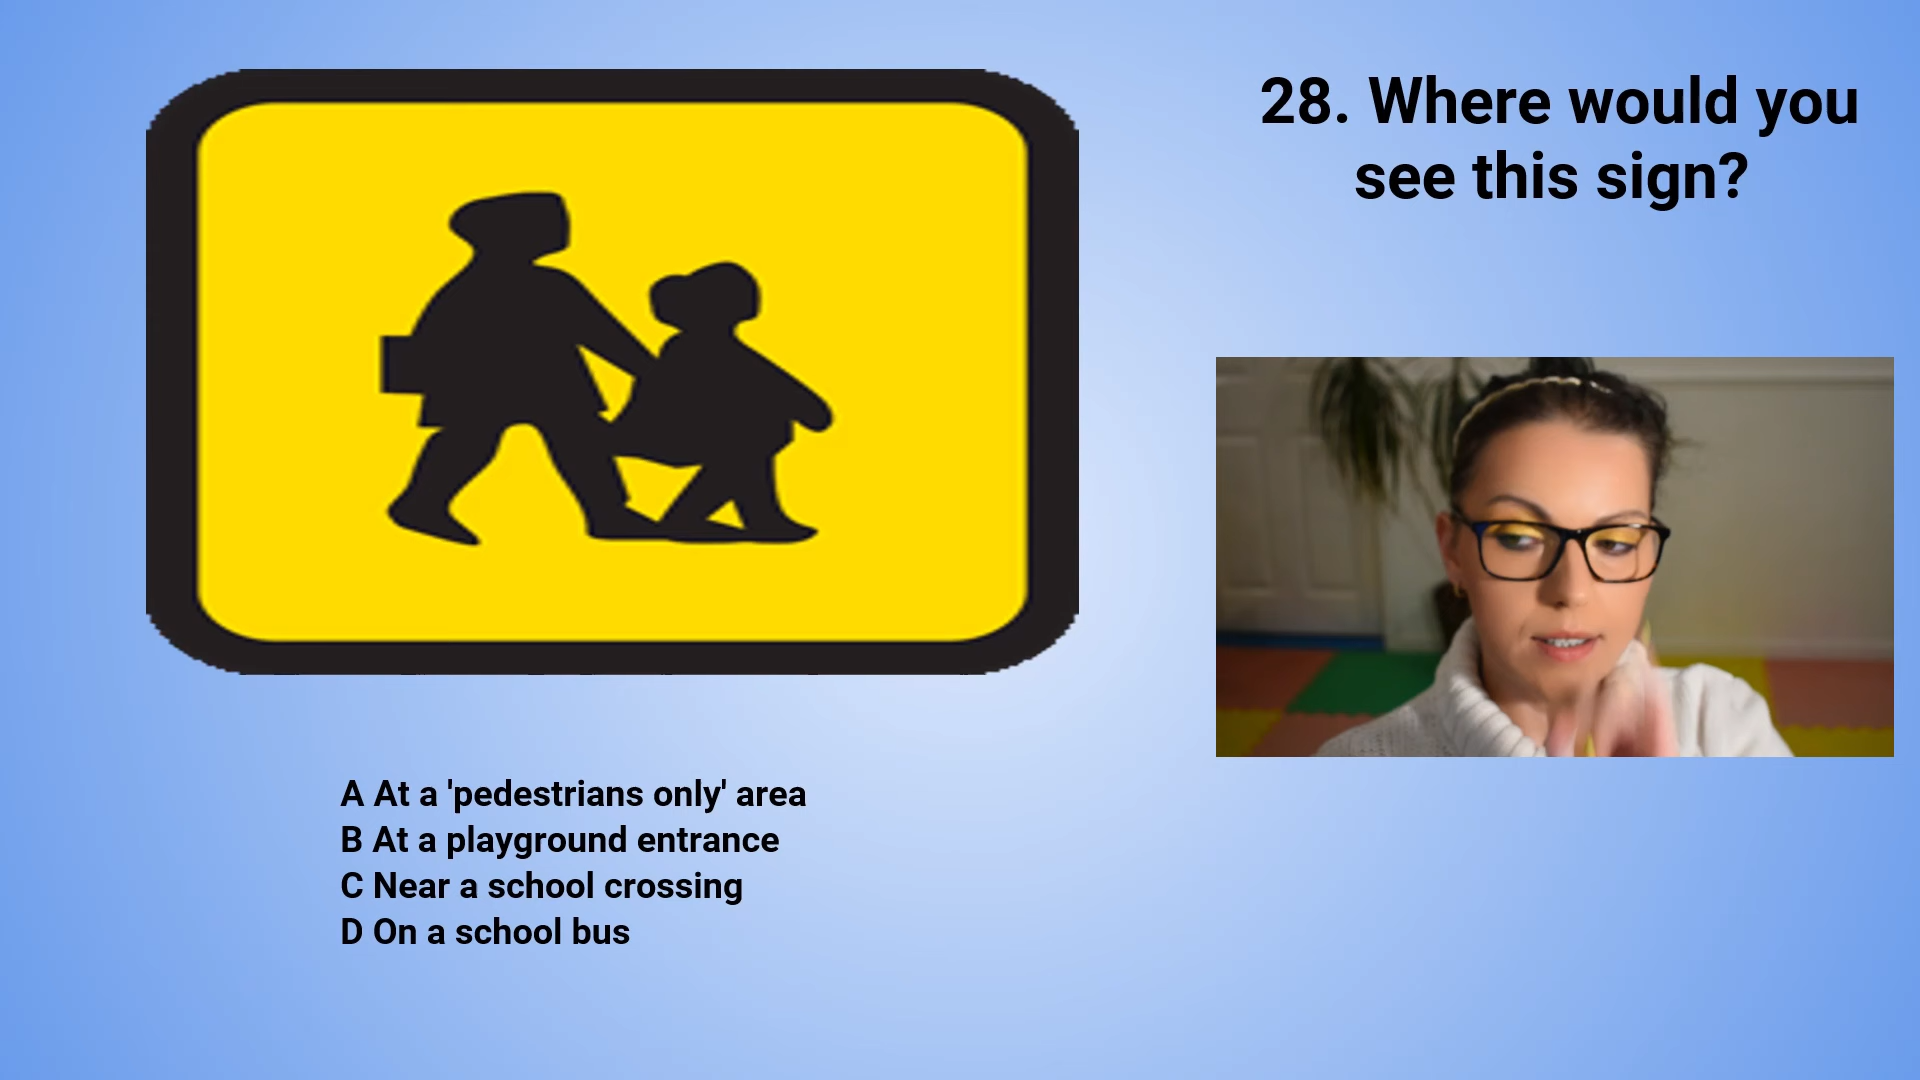 28. Where would you
see this sign?
A At a 'pedestrians only' area
B At a playground entrance
C Near a school crossing
D On a school bus